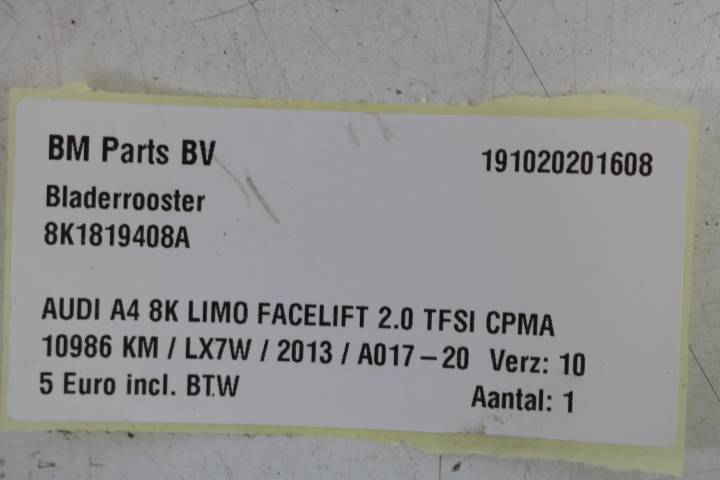 BM Parts BV
191020201608
Bladerrooster
8K1819408A
AUDI A4 8K LIMO FACELIFT 2.0 TFSI CPMA
10986 KM / LX7W / 2013 / A017-20 Verz: 10
5 Euro incl. BTW
Aantal: 1